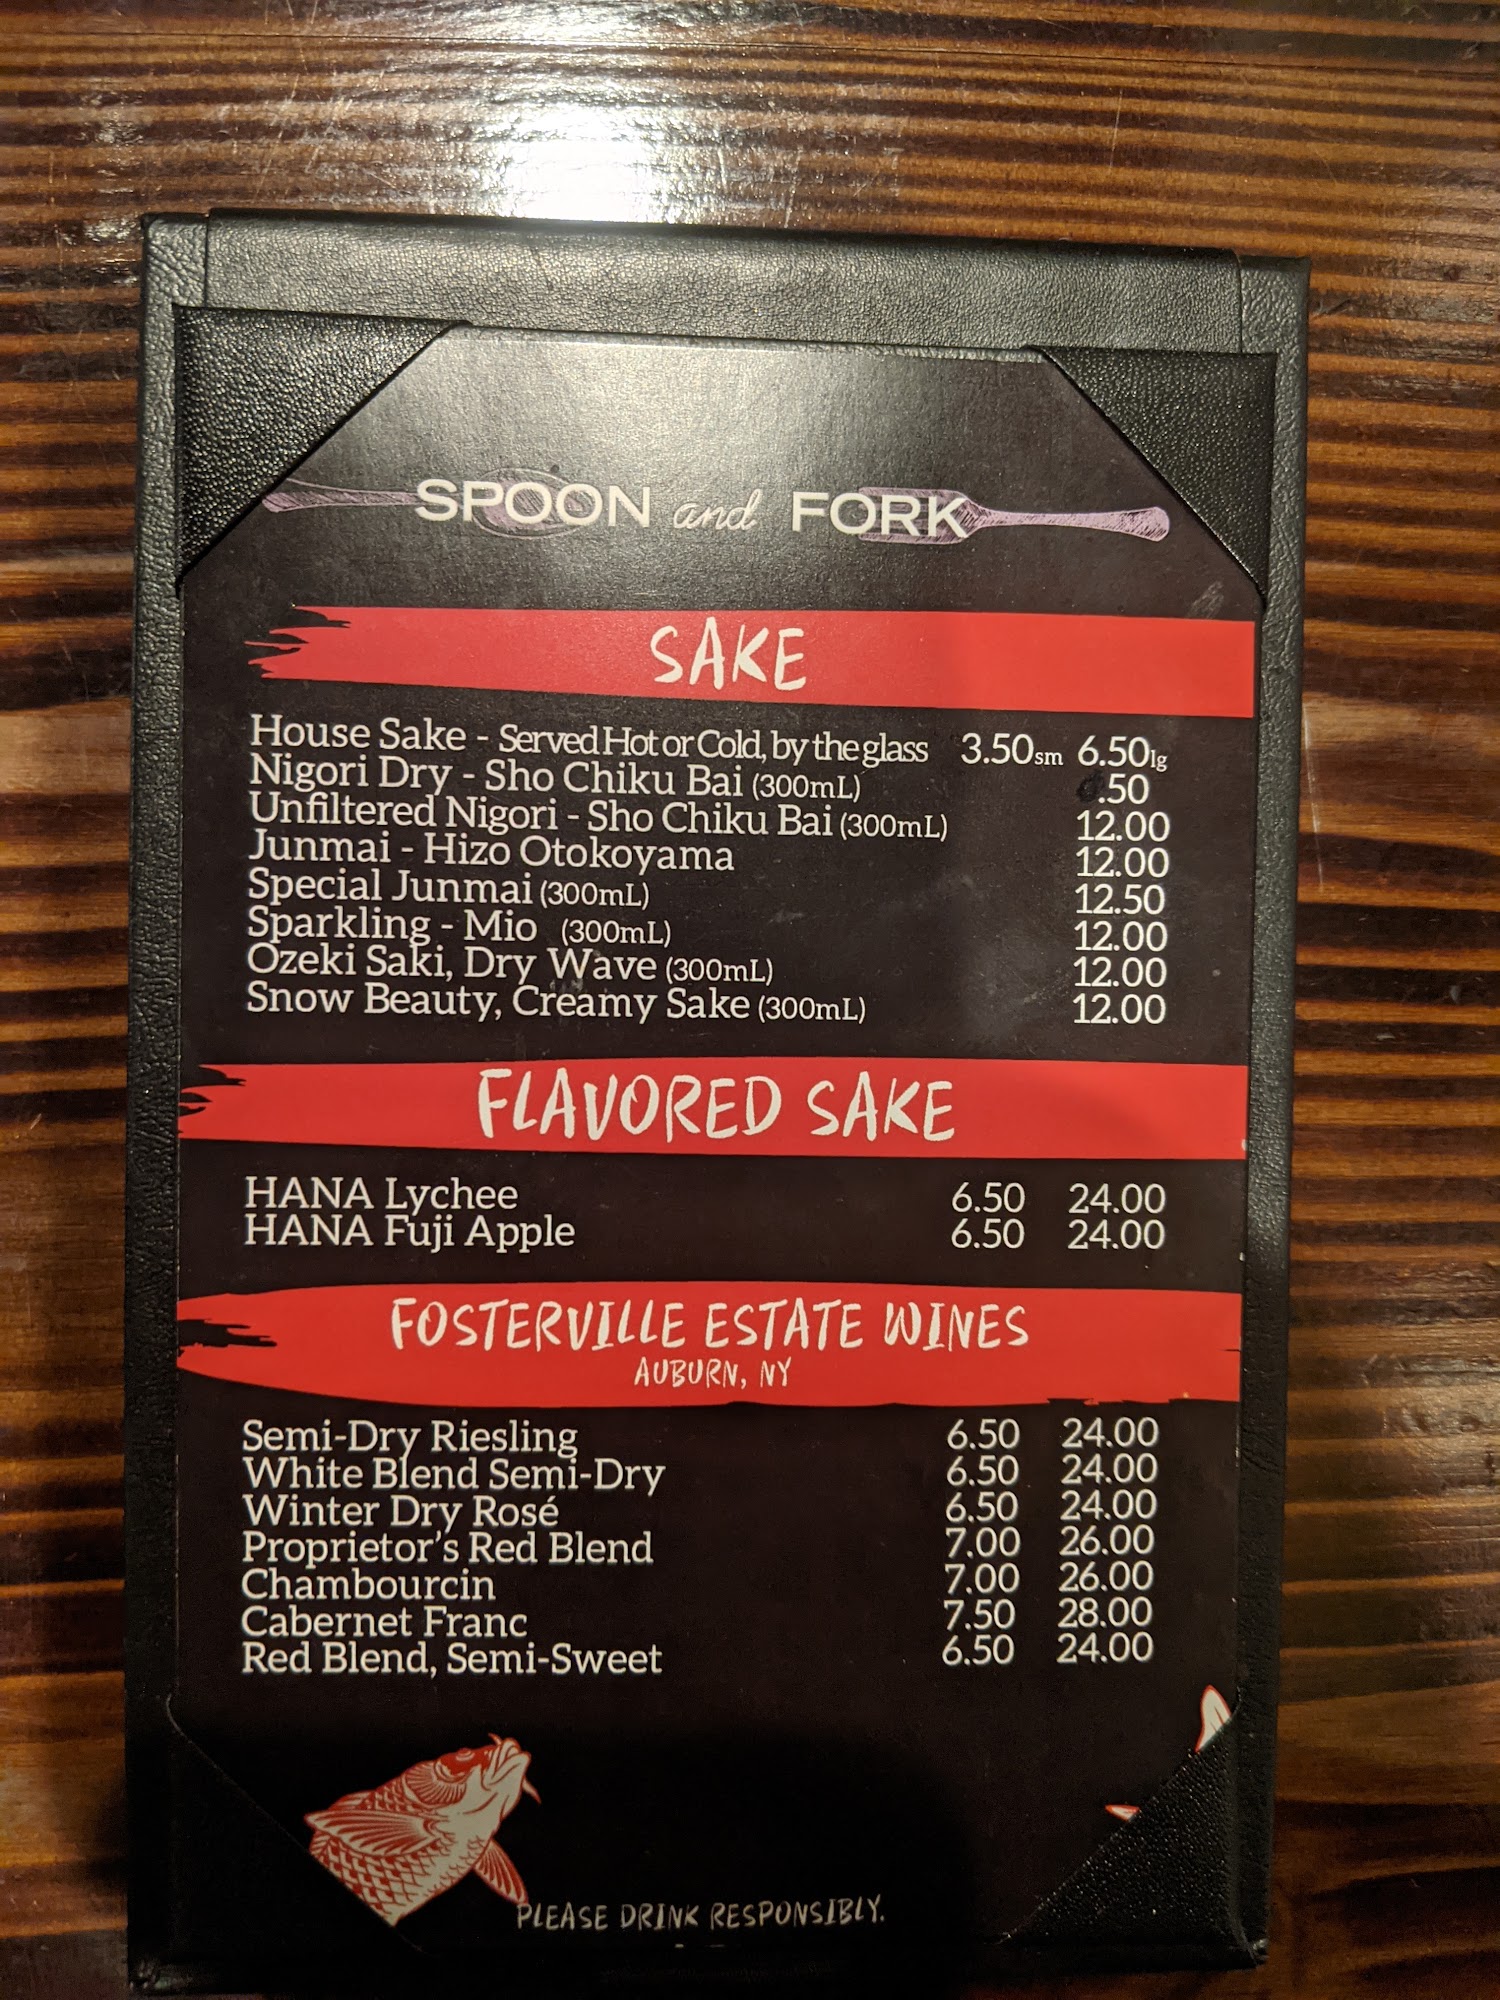 SPOON and FORK
SAKE
House Sake - Served Hot or Cold, by the glass 3.50sm 6.50lg
Nigori Dry - Sho Chiku Bai (300mL) .50
Unfiltered Nigori - Sho Chiku Bai (300mL) 12.00
Junmai - Hizo Otokoyama 12.00
Special Junmai (300mL) 12.50
Sparkling - Mio (300mL) 12.00
Ozeki Saki, Dry Wave (300mL) 12.00
Snow Beauty, Creamy Sake (300mL) 12.00
FLAVORED SAKE
HANA Lychee 6.50 24.00
HANA Fuji Apple 6.50 24.00
FOSTERVILLE ESTATE WINES
AUBURN, NY
Semi-Dry Riesling 6.50 24.00
White Blend Semi-Dry 6.50 24.00
Winter Dry Rosé 6.50 24.00
Proprietor's Red Blend 7.00 26.00
Chambourcin 7.00 26.00
Cabernet Franc 7.50 28.00
Red Blend, Semi-Sweet 6.50 24.00
PLEASE DRINK RESPONSIBLY.